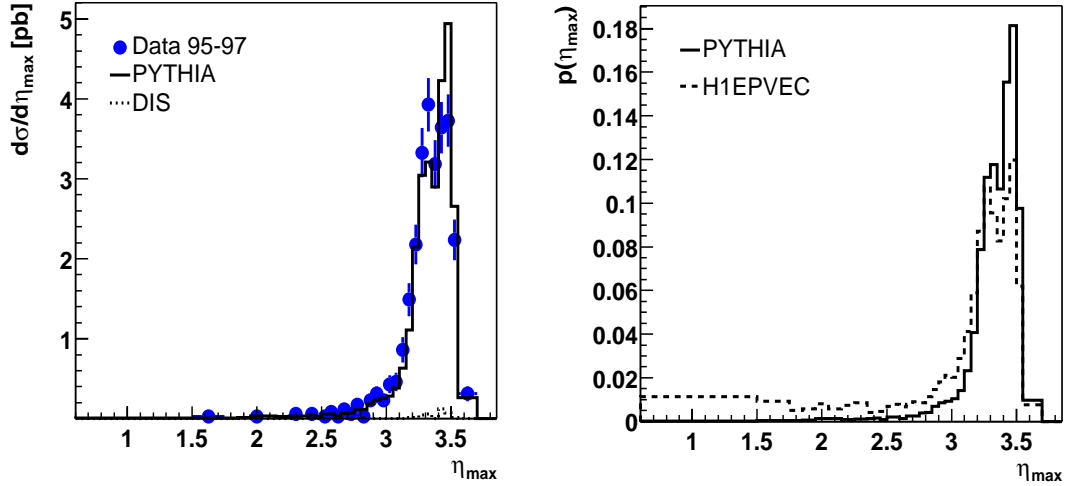 dσ/dη_max [pb]
5
4
3
2
1
Data 95-97
PYTHIA
DIS
1 1.5 2 2.5 3 3.5
η_max
p(η_max)
0.18
0.16
0.14
0.12
0.1
0.08
0.06
0.04
0.02
0
PYTHIA
H1EPVEC
1 1.5 2 2.5 3 3.5
η_max